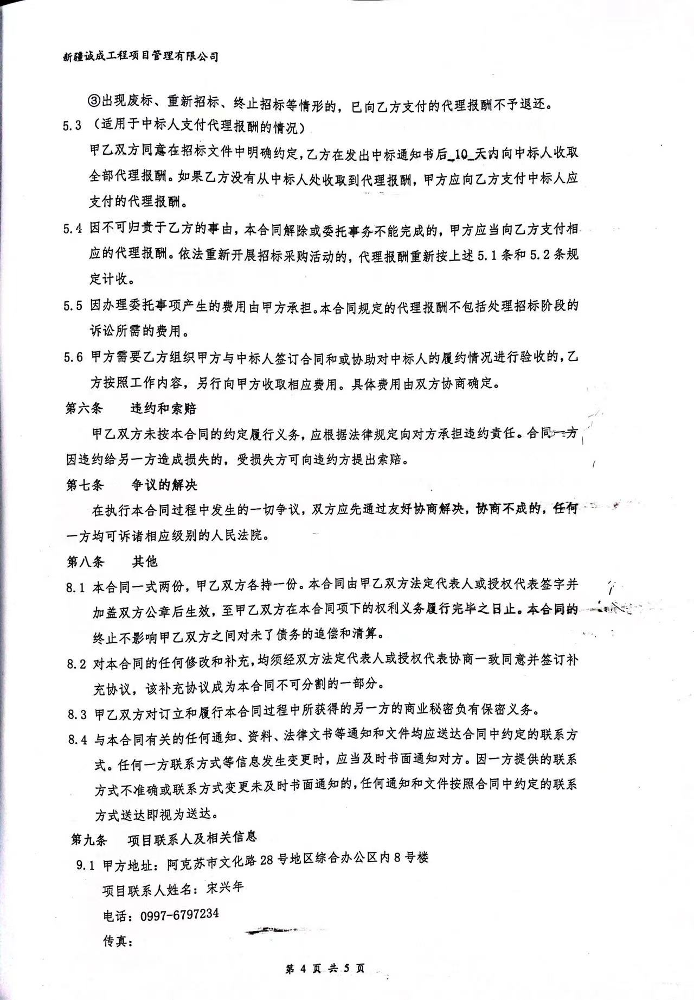 新疆诚成工程项目管理有限公司
③出现废标、重新招标、终止招标等情形的，已向乙方支付的代理报酬不予退还。
5.3 （适用于中标人支付代理报酬的情况）
甲乙双方同意在招标文件中明确约定，乙方在发出中标通知书后_10_天内向中标人收取
全部代理报酬。如果乙方没有从中标人处收取到代理报酬，甲方应向乙方支付中标人应
支付的代理报酬。
5.4 因不可归责于乙方的事由，本合同解除或委托事务不能完成的，甲方应当向乙方支付相
应的代理报酬。依法重新开展招标采购活动的，代理报酬重新按上述 5.1 条和 5.2 条规
定计收。
5.5 因办理委托事项产生的费用由甲方承担。本合同规定的代理报酬不包括处理招标阶段的
诉讼所需的费用。
5.6 甲方需要乙方组织甲方与中标人签订合同和或协助对中标人的履约情况进行验收的，乙
方按照工作内容，另行向甲方收取相应费用。具体费用由双方协商确定。
第六条 违约和索赔
甲乙双方未按本合同的约定履行义务，应根据法律规定向对方承担违约责任。合同一方
因违约给另一方造成损失的，受损失方可向违约方提出索赔。
第七条 争议的解决
在执行本合同过程中发生的一切争议，双方应先通过友好协商解决，协商不成的，任何
一方均可诉诸相应级别的人民法院。
第八条 其他
8.1 本合同一式两份，甲乙双方各持一份。本合同由甲乙双方法定代表人或授权代表签字并
加盖双方公章后生效，至甲乙双方在本合同项下的权利义务履行完毕之日止。本合同的
终止不影响甲乙双方之间对未了债务的追偿和清算。
8.2 对本合同的任何修改和补充，均须经双方法定代表人或授权代表协商一致同意并签订补
充协议，该补充协议成为本合同不可分割的一部分。
8.3 甲乙双方对订立和履行本合同过程中所获得的另一方的商业秘密负有保密义务。
8.4 与本合同有关的任何通知、资料、法律文书等通知和文件均应送达合同中约定的联系方
式。任何一方联系方式等信息发生变更时，应当及时书面通知对方。因一方提供的联系
方式不准确或联系方式变更未及时书面通知的，任何通知和文件按照合同中约定的联系
方式送达即视为送达。
第九条 项目联系人及相关信息
9.1 甲方地址：阿克苏市文化路 28 号地区综合办公区内 8 号楼
项目联系人姓名：宋兴年
电话：0997-6797234
传真：
第 4 页 共 5 页